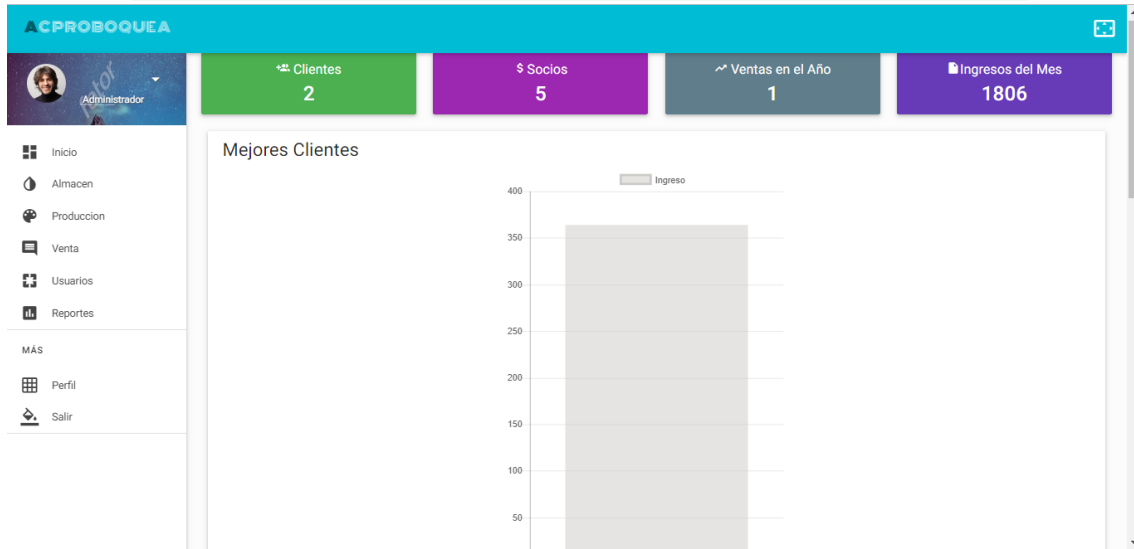 ACPROBOQUEA
Administrador
Clientes
2
$ Socios
5
Ventas en el Año
1
Ingresos del Mes
1806
Inicio
Almacen
Produccion
Venta
Usuarios
Reportes
MÁS
Perfil
Salir
Mejores Clientes
Ingreso
400
350
300
250
200
150
100
50